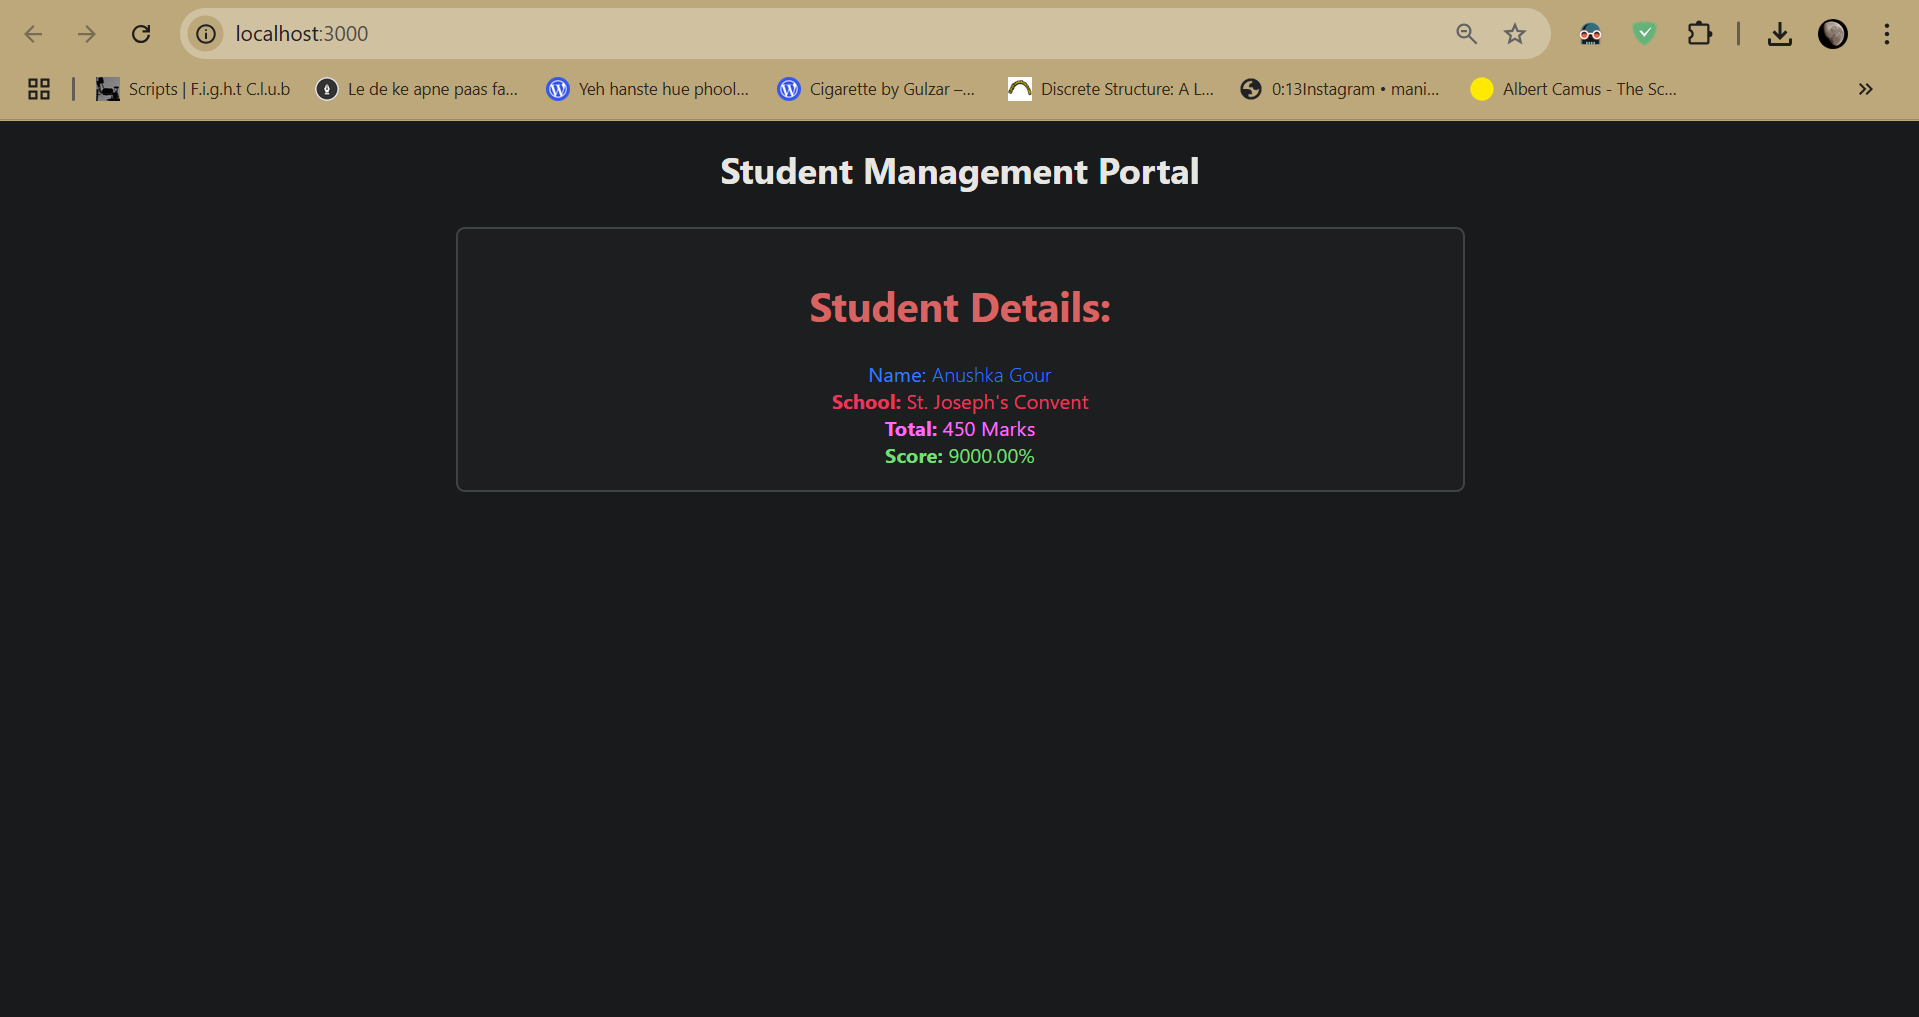 localhost:3000
Scripts | F.i.g.h.t C.l.u.b
Le de ke apne paas fa...
Yeh hanste hue phool...
Cigarette by Gulzar –...
Discrete Structure: A L...
0:13Instagram • mani...
Albert Camus - The Sc...
Student Management Portal
Student Details:
Name: Anushka Gour
School: St. Joseph's Convent
Total: 450 Marks
Score: 9000.00%